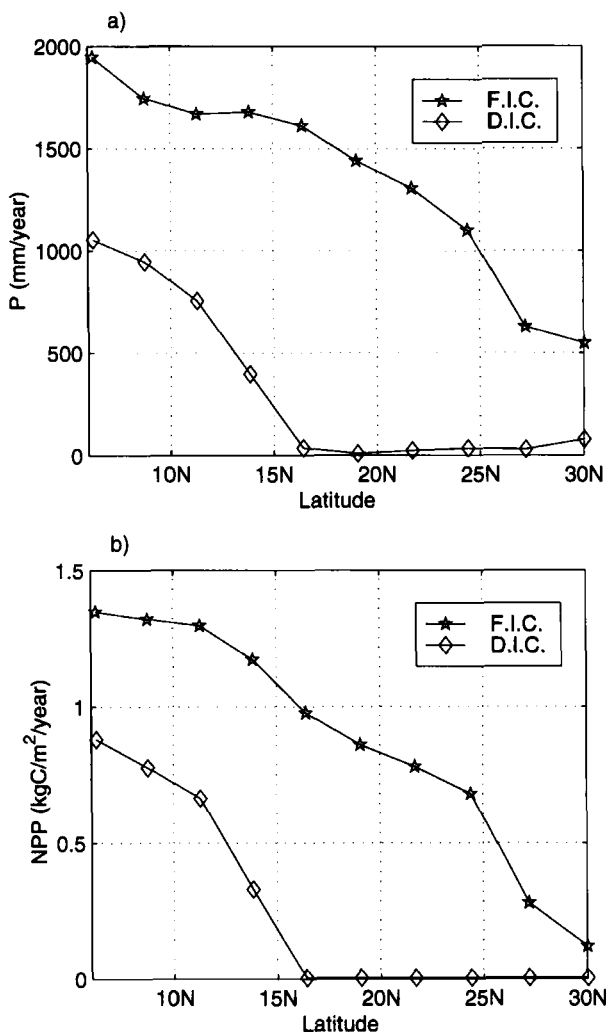 a)
2000
1500
1000
500
0
P (mm/year)
F.I.C.
D.I.C.
10N 15N 20N 25N 30N
Latitude
b)
1.5
1
0.5
0
NPP (kgC/m²/year)
F.I.C.
D.I.C.
10N 15N 20N 25N 30N
Latitude